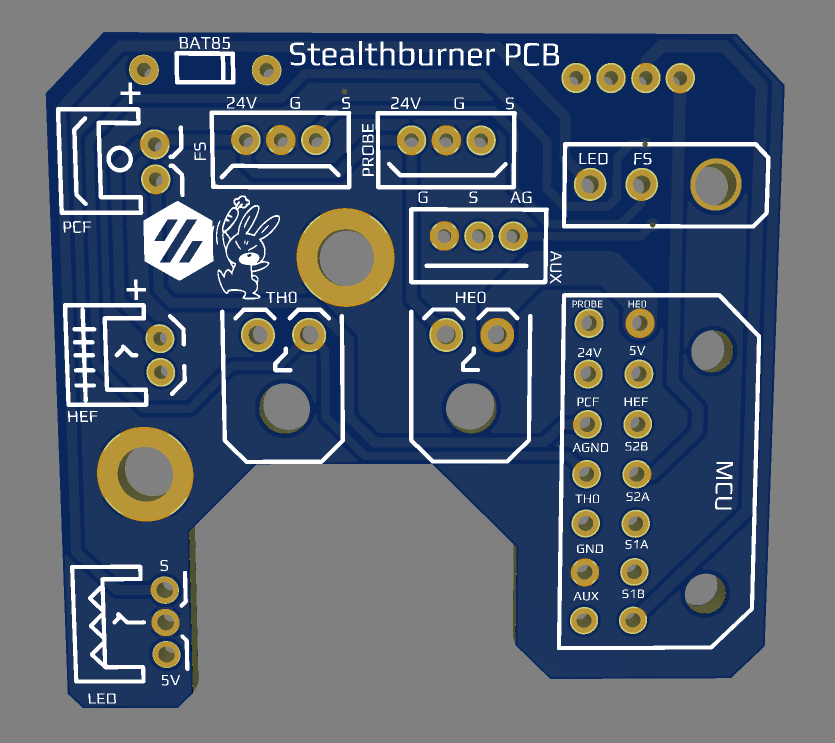 BAT85
Stealthburner PCB
+
24V G S
24V G S
FS
PROBE
LED FS
PCF
G S AG
AUX
+
TH0
HE0
PROBE HE0
24V 5V
PCF HEF
AGND S2B
TH0 S2A
GND S1A
AUX S1B
MCU
HEF
S
5V
LED